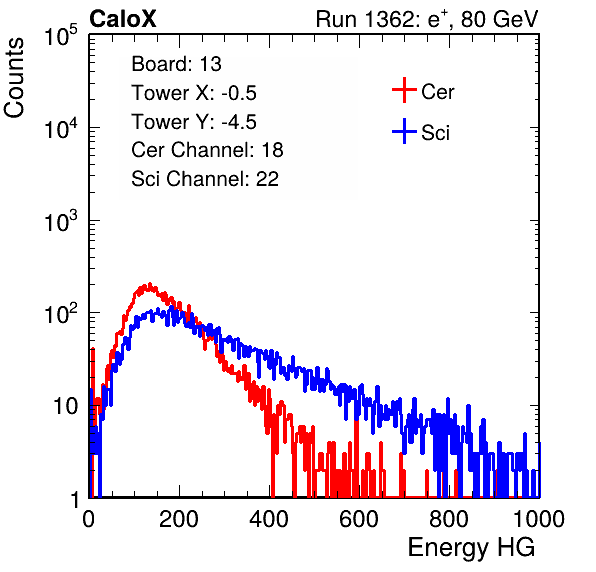 CaloX Run 1362: e⁺, 80 GeV
Counts
Board: 13
Tower X: -0.5
Tower Y: -4.5
Cer Channel: 18
Sci Channel: 22
Cer
Sci
10⁵
10⁴
10³
10²
10
1
0 200 400 600 800 1000
Energy HG